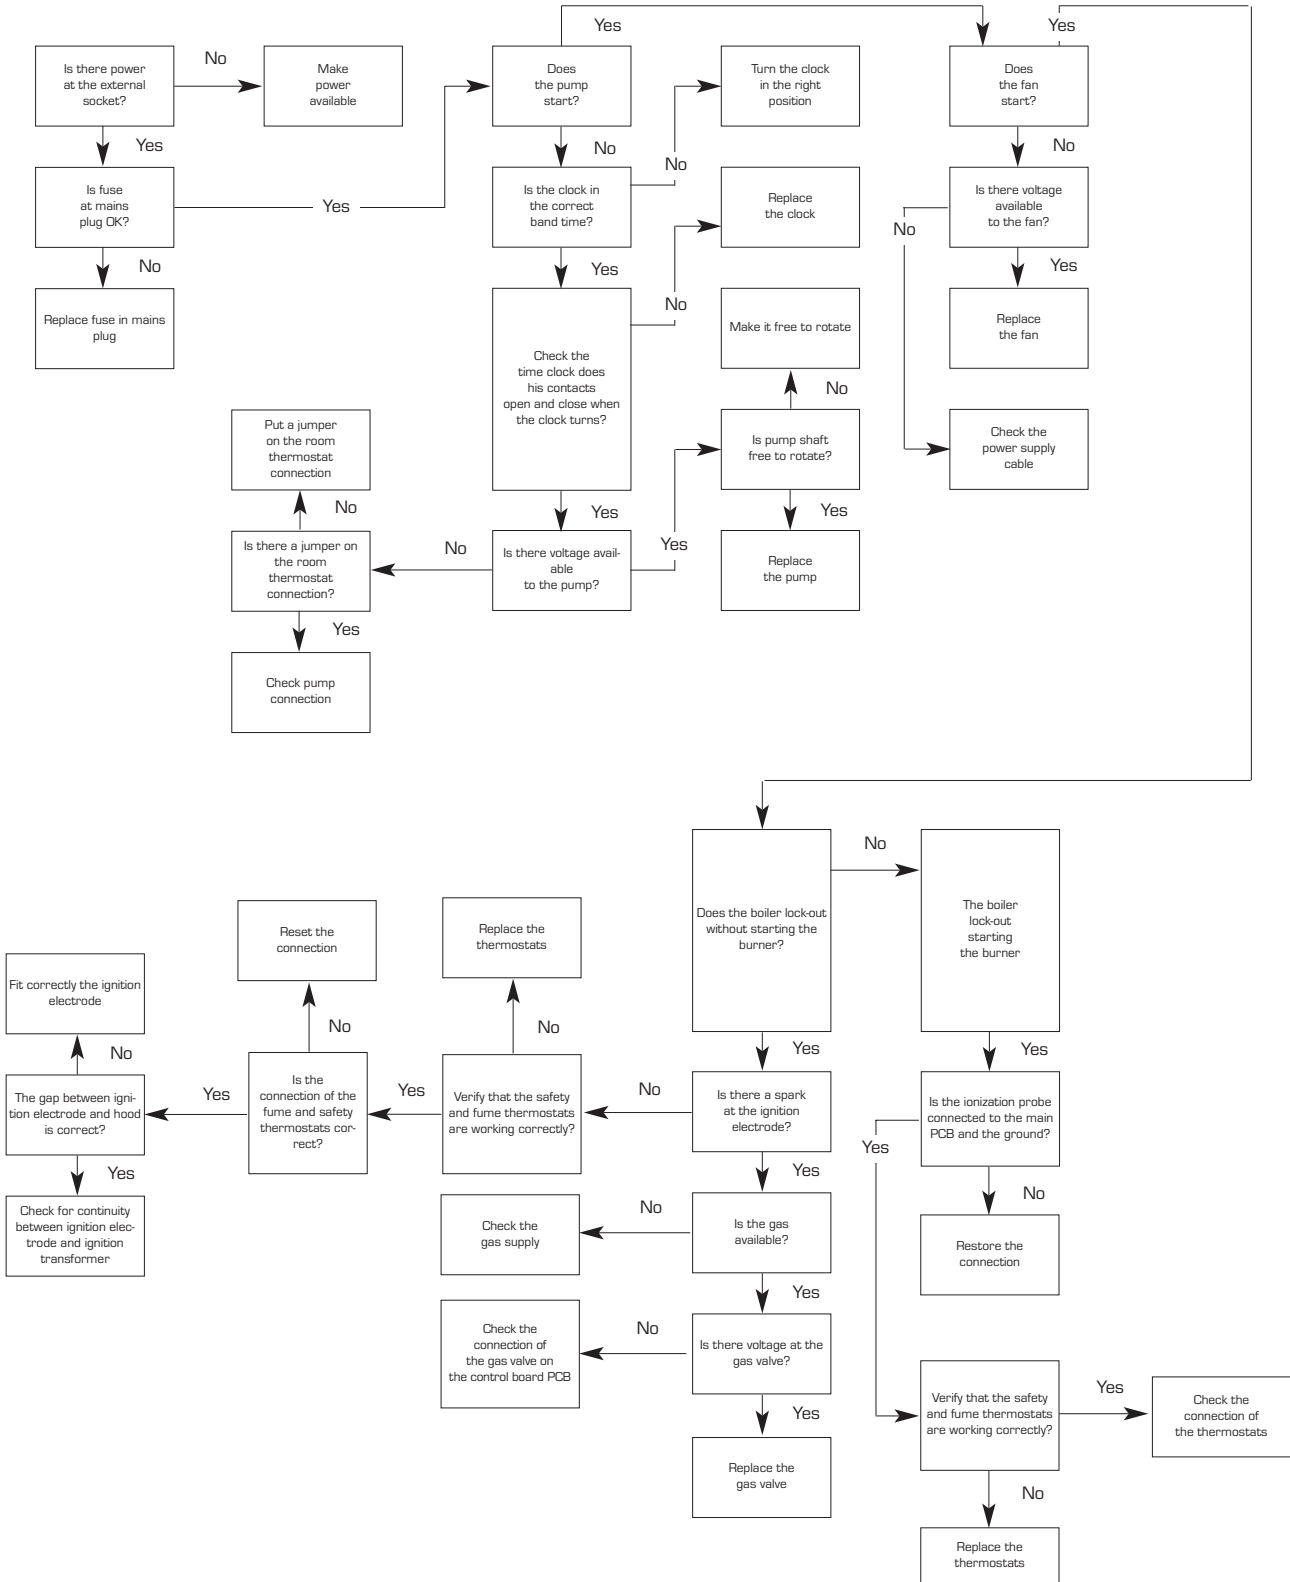 Yes
Yes
Is there power
at the external
socket?
No
Make
power
available
Does
the pump
start?
Turn the clock
in the right
position
Does
the fan
start?
Yes
No
No
No
Is fuse
at mains
plug OK?
Yes
Is the clock in
the correct
band time?
Replace
the clock
Is there voltage
available
to the fan?
No
No
Yes
No
Yes
Replace fuse in mains
plug
Check the
time clock does
his contacts
open and close when
the clock turns?
Make it free to rotate
Replace
the fan
No
Put a jumper
on the room
thermostat
connection
Is pump shaft
free to rotate?
Check the
power supply
cable
No
Yes
Yes
Is there a jumper on
the room
thermostat
connection?
No
Is there voltage avail-
able
to the pump?
Yes
Replace
the pump
Yes
Check pump
connection
Does the boiler lock-out
without starting the
burner?
No
The boiler
lock-out
starting
the burner
Reset the
connection
Replace the
thermostats
Fit correctly the ignition
electrode
No
No
No
Yes
Yes
The gap between igni-
tion electrode and hood
is correct?
Yes
Is the
connection of the
fume and safety
thermostats cor-
rect?
Yes
Verify that the safety
and fume thermostats
are working correctly?
No
Is there a spark
at the ignition
electrode?
Is the ionization probe
connected to the main
PCB and the ground?
Yes
Yes
Yes
No
Check for continuity
between ignition elec-
trode and ignition
transformer
Check the
gas supply
No
Is the gas
available?
Restore the
connection
Yes
Check the
connection of
the gas valve on
the control board PCB
No
Is there voltage at the
gas valve?
Yes
Verify that the safety
and fume thermostats
are working correctly?
Yes
Check the
connection of
the thermostats
Replace the
gas valve
No
Replace the
thermostats